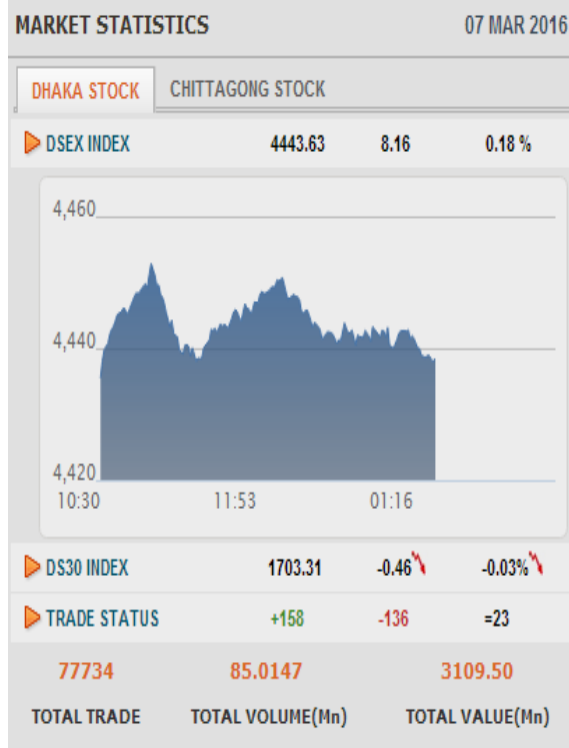 MARKET STATISTICS 07 MAR 2016
DHAKA STOCK CHITTAGONG STOCK
DSEX INDEX 4443.63 8.16 0.18 %
4,460
4,440
4,420
10:30 11:53 01:16
DS30 INDEX 1703.31 -0.46 -0.03%
TRADE STATUS +158 -136 =23
77734 85.0147 3109.50
TOTAL TRADE TOTAL VOLUME(Mn) TOTAL VALUE(Mn)